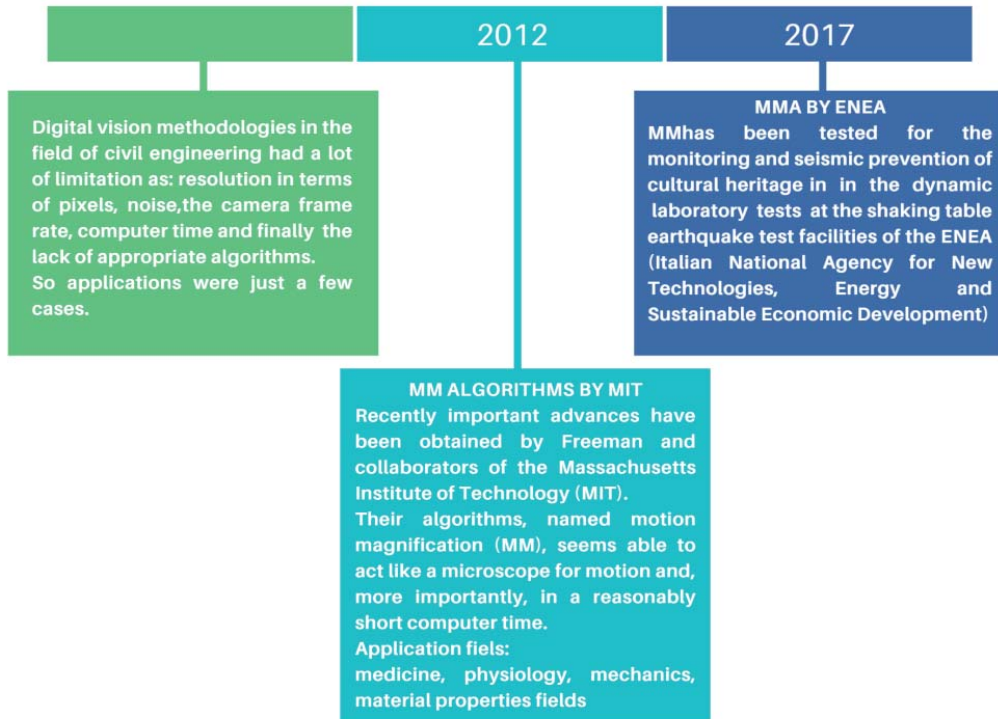 2012
2017
Digital vision methodologies in the
field of civil engineering had a lot
of limitation as: resolution in terms
of pixels, noise,the camera frame
rate, computer time and finally the
lack of appropriate algorithms.
So applications were just a few
cases.
MM ALGORITHMS BY MIT
Recently important advances have
been obtained by Freeman and
collaborators of the Massachusetts
Institute of Technology (MIT).
Their algorithms, named motion
magnification (MM), seems able to
act like a microscope for motion and,
more importantly, in a reasonably
short computer time.
Application fiels:
medicine, physiology, mechanics,
material properties fields
MMA BY ENEA
MMhas been tested for the
monitoring and seismic prevention of
cultural heritage in in the dynamic
laboratory tests at the shaking table
earthquake test facilities of the ENEA
(Italian National Agency for New
Technologies, Energy and
Sustainable Economic Development)